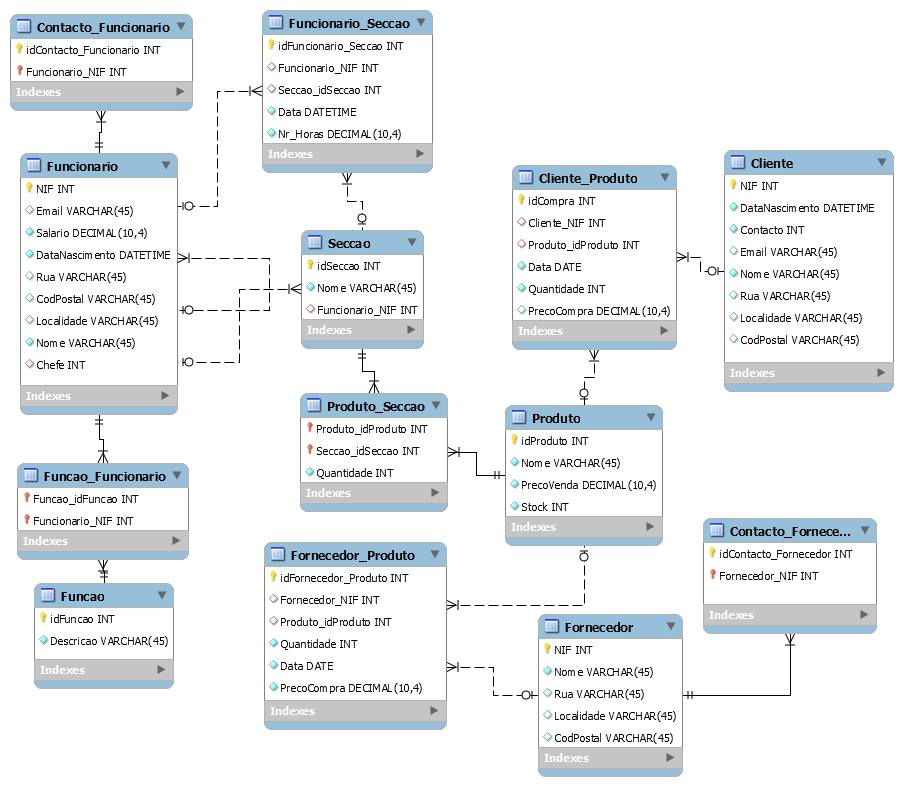 Contacto_Funcionario
idContacto_Funcionario INT
Funcionario_NIF INT
Indexes
Funcionario_Seccao
idFuncionario_Seccao INT
Funcionario_NIF INT
Seccao_idSeccao INT
Data DATETIME
Nr_Horas DECIMAL(10,4)
Indexes
Funcionario
NIF INT
Email VARCHAR(45)
Salario DECIMAL(10,4)
DataNascimento DATETIME
Rua VARCHAR(45)
CodPostal VARCHAR(45)
Localidade VARCHAR(45)
Nome VARCHAR(45)
Chefe INT
Indexes
Seccao
idSeccao INT
Nome VARCHAR(45)
Funcionario_NIF INT
Indexes
Cliente_Produto
idCompra INT
Cliente_NIF INT
Produto_idProduto INT
Data DATE
Quantidade INT
PrecoCompra DECIMAL(10,4)
Indexes
Cliente
NIF INT
DataNascimento DATETIME
Contacto INT
Email VARCHAR(45)
Nome VARCHAR(45)
Rua VARCHAR(45)
Localidade VARCHAR(45)
CodPostal VARCHAR(45)
Indexes
Produto_Seccao
Produto_idProduto INT
Seccao_idSeccao INT
Quantidade INT
Indexes
Produto
idProduto INT
Nome VARCHAR(45)
PrecoVenda DECIMAL(10,4)
Stock INT
Indexes
Funcao_Funcionario
Funcao_idFuncao INT
Funcionario_NIF INT
Indexes
Funcao
idFuncao INT
Descricao VARCHAR(45)
Indexes
Fornecedor_Produto
idFornecedor_Produto INT
Fornecedor_NIF INT
Produto_idProduto INT
Quantidade INT
Data DATE
PrecoCompra DECIMAL(10,4)
Indexes
Contacto_Fornece...
idContacto_Fornecedor INT
Fornecedor_NIF INT
Indexes
Fornecedor
NIF INT
Nome VARCHAR(45)
Rua VARCHAR(45)
Localidade VARCHAR(45)
CodPostal VARCHAR(45)
Indexes